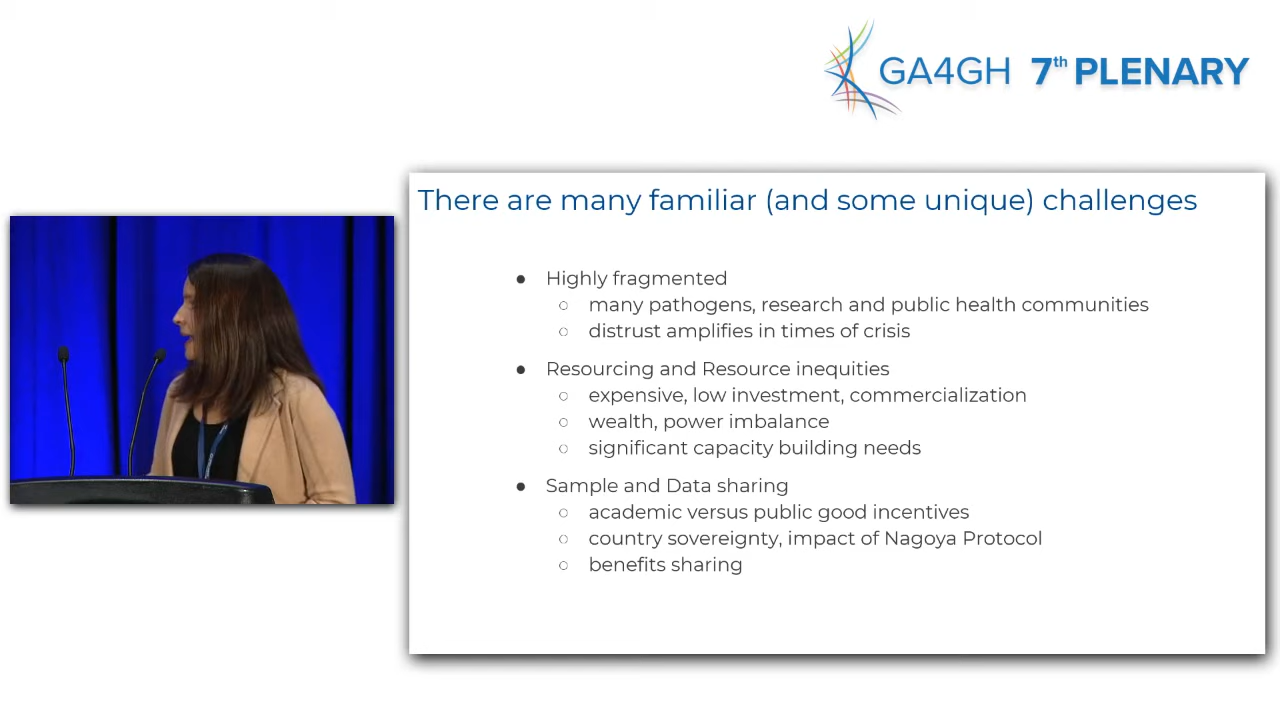 GA4GH 7th PLENARY
There are many familiar (and some unique) challenges
● Highly fragmented
○ many pathogens, research and public health communities
○ distrust amplifies in times of crisis
● Resourcing and Resource inequities
○ expensive, low investment, commercialization
○ wealth, power imbalance
○ significant capacity building needs
● Sample and Data sharing
○ academic versus public good incentives
○ country sovereignty, impact of Nagoya Protocol
○ benefits sharing